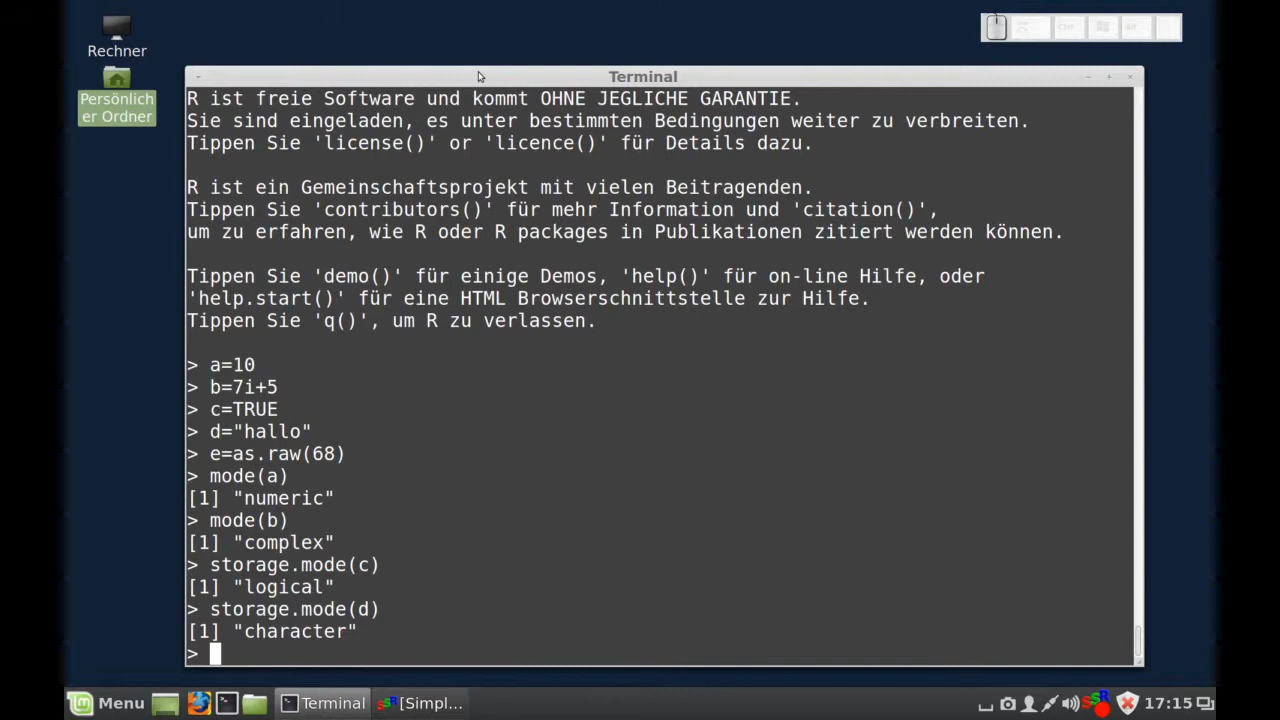 Rechner
Persönlich
er Ordner
Terminal
R ist freie Software und kommt OHNE JEGLICHE GARANTIE.
Sie sind eingeladen, es unter bestimmten Bedingungen weiter zu verbreiten.
Tippen Sie 'license()' or 'licence()' für Details dazu.
R ist ein Gemeinschaftsprojekt mit vielen Beitragenden.
Tippen Sie 'contributors()' für mehr Information und 'citation()',
um zu erfahren, wie R oder R packages in Publikationen zitiert werden können.
Tippen Sie 'demo()' für einige Demos, 'help()' für on-line Hilfe, oder
'help.start()' für eine HTML Browserschnittstelle zur Hilfe.
Tippen Sie 'q()', um R zu verlassen.
> a=10
> b=7i+5
> c=TRUE
> d="hallo"
> e=as.raw(68)
> mode(a)
[1] "numeric"
> mode(b)
[1] "complex"
> storage.mode(c)
[1] "logical"
> storage.mode(d)
[1] "character"
>
Menu
Terminal
[Simpl...
17:15